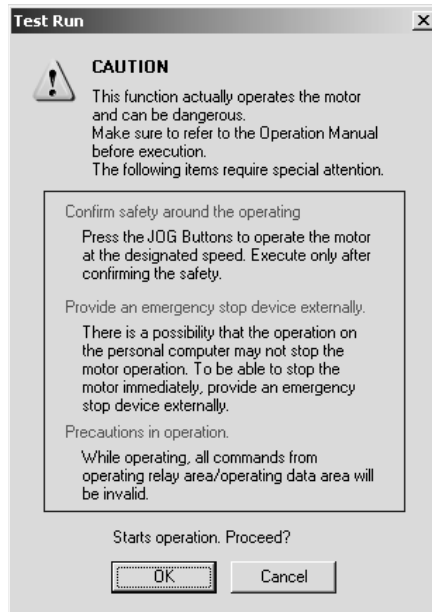 Test Run
CAUTION
This function actually operates the motor
and can be dangerous.
Make sure to refer to the Operation Manual
before execution.
The following items require special attention.
Confirm safety around the operating
Press the JOG Buttons to operate the motor
at the designated speed. Execute only after
confirming the safety.
Provide an emergency stop device externally.
There is a possibility that the operation on
the personal computer may not stop the
motor operation. To be able to stop the
motor immediately, provide an emergency
stop device externally.
Precautions in operation.
While operating, all commands from
operating relay area/operating data area will
be invalid.
Starts operation. Proceed?
OK
Cancel